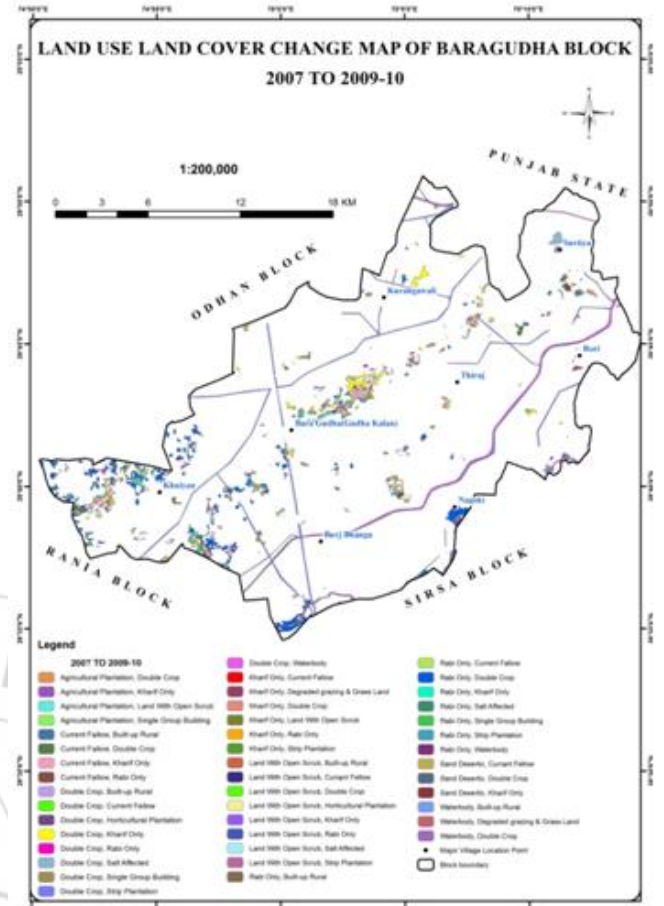 LAND USE LAND COVER CHANGE MAP OF BARAGUDHA BLOCK
2007 TO 2009-10
1:200,000
0 3 6 12 18 KM
PUNJAB STATE
ODHAN BLOCK
RANIA BLOCK
SIRSA BLOCK
Thiraj
Bara Gudha(Gudha Kalan)
Khuiyan
Burj Bhangu
Legend
2007 TO 2009-10
Agricultural Plantation, Double Crop
Agricultural Plantation, Kharif Only
Agricultural Plantation, Land With Open Scrub
Agricultural Plantation, Single Group Building
Current Fallow, Built-up Rural
Current Fallow, Double Crop
Current Fallow, Kharif Only
Current Fallow, Rabi Only
Double Crop, Built-up Rural
Double Crop, Current Fallow
Double Crop, Horticultural Plantation
Double Crop, Kharif Only
Double Crop, Rabi Only
Double Crop, Salt Affected
Double Crop, Single Group Building
Double Crop, Strip Plantation
Double Crop, Waterbody
Kharif Only, Current Fallow
Kharif Only, Degraded grazing & Grass Land
Kharif Only, Double Crop
Kharif Only, Land With Open Scrub
Kharif Only, Rabi Only
Kharif Only, Strip Plantation
Land With Open Scrub, Built-up Rural
Land With Open Scrub, Current Fallow
Land With Open Scrub, Double Crop
Land With Open Scrub, Horticultural Plantation
Land With Open Scrub, Kharif Only
Land With Open Scrub, Rabi Only
Land With Open Scrub, Salt Affected
Land With Open Scrub, Strip Plantation
Rabi Only, Built-up Rural
Rabi Only, Current Fallow
Rabi Only, Double Crop
Rabi Only, Kharif Only
Rabi Only, Salt Affected
Rabi Only, Single Group Building
Rabi Only, Strip Plantation
Rabi Only, Waterbody
Sand Desertic, Current Fallow
Sand Desertic, Double Crop
Sand Desertic, Kharif Only
Waterbody, Built-up Rural
Waterbody, Degraded grazing & Grass Land
Waterbody, Double Crop
Major Village Location Point
Block boundary